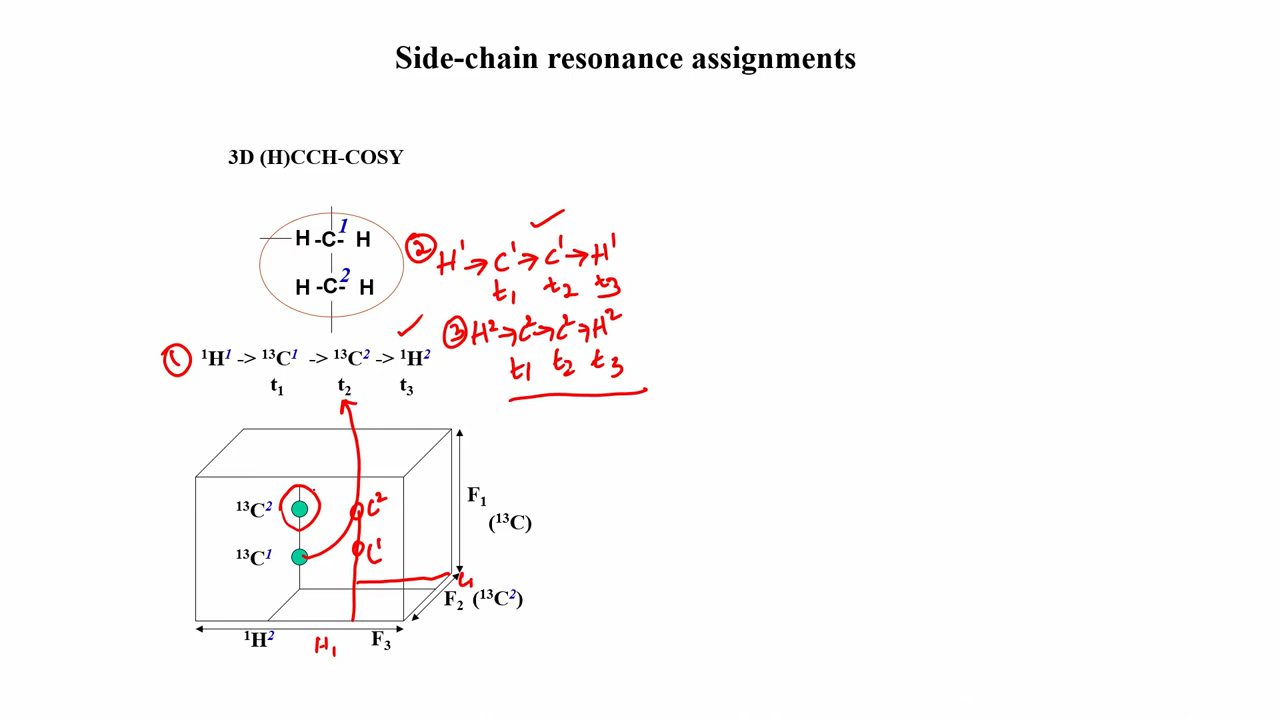 Side-chain resonance assignments
3D (H)CCH-COSY
1
H -C- H
2
H -C- H
② H¹ → C¹ → C¹ → H¹
t₁ t₂ t₃
③ H² → C² → C² → H²
t₁ t₂ t₃
① ¹H¹ -> ¹³C¹ -> ¹³C² -> ¹H²
t₁ t₂ t₃
¹³C² C²
¹³C¹ C¹
F₁
(¹³C)
F₂ (¹³C²)
¹H² H₁ F₃